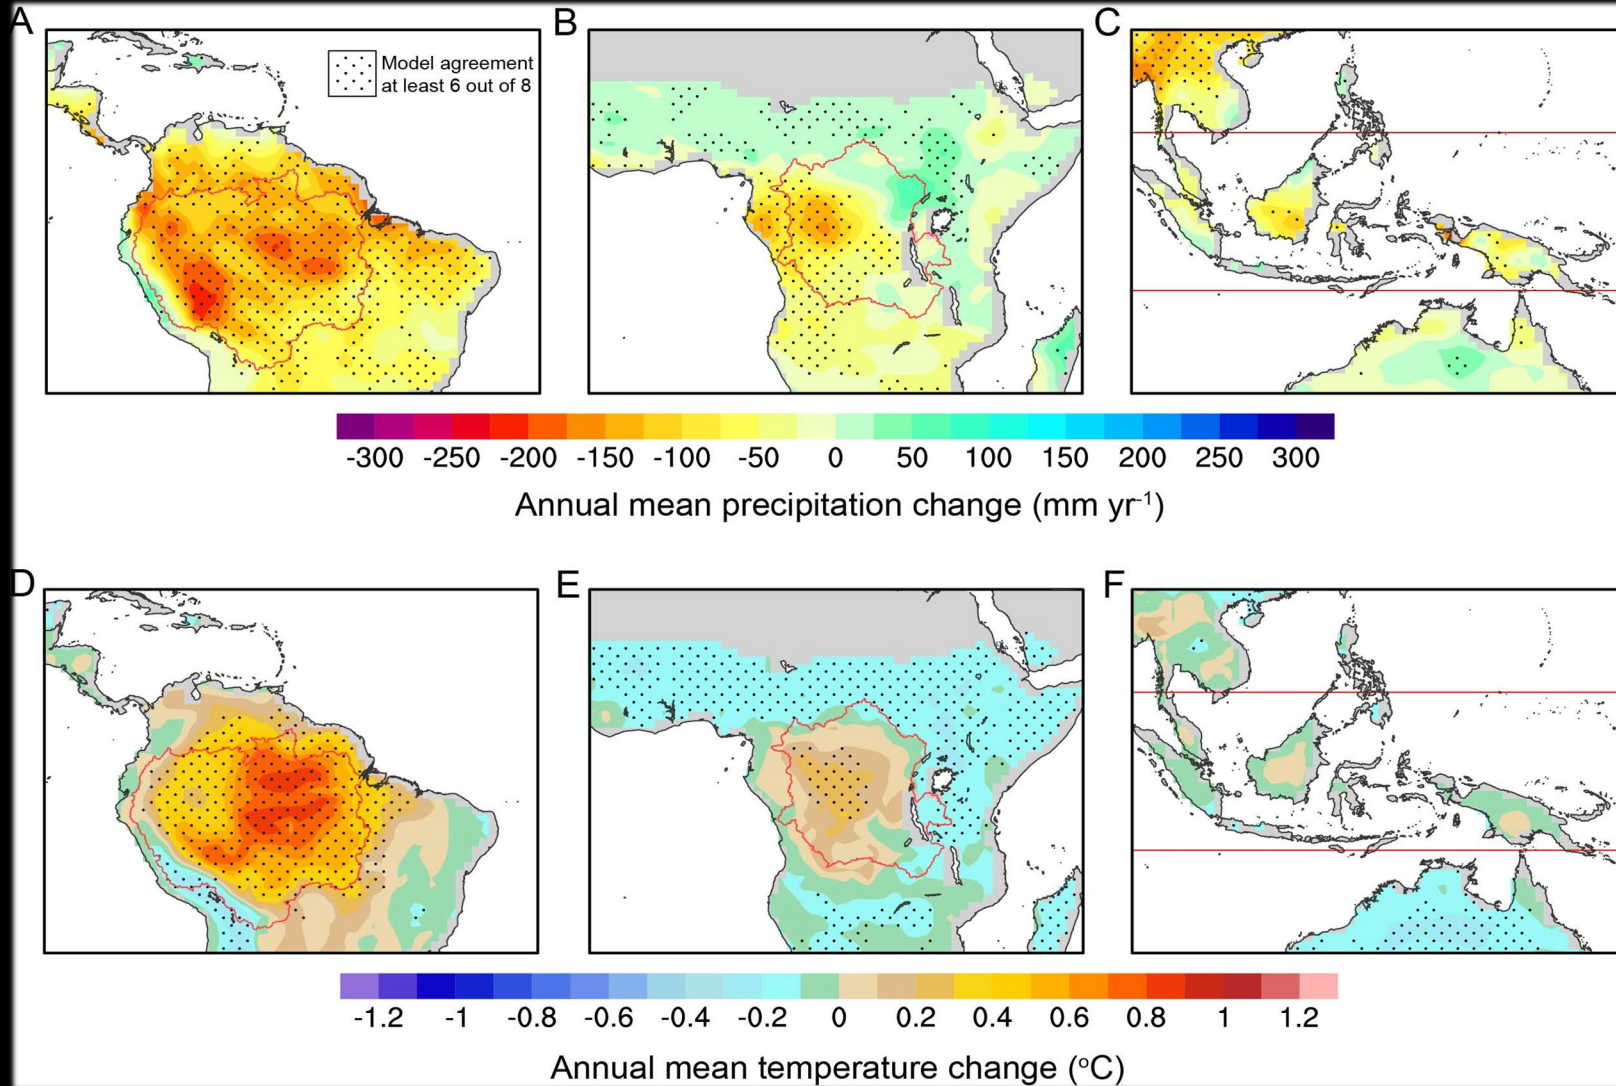 A
B
C
Model agreement
at least 6 out of 8
-300 -250 -200 -150 -100 -50 0 50 100 150 200 250 300
Annual mean precipitation change (mm yr⁻¹)
D
E
F
-1.2 -1 -0.8 -0.6 -0.4 -0.2 0 0.2 0.4 0.6 0.8 1 1.2
Annual mean temperature change (°C)